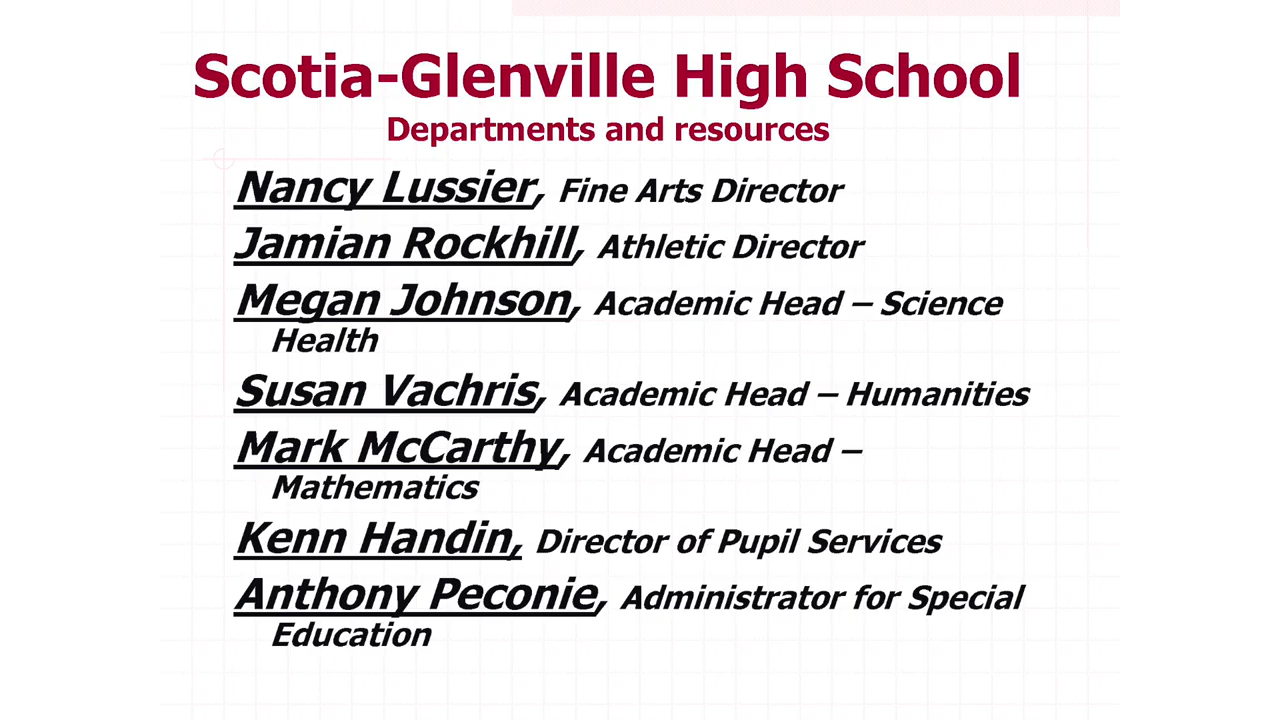 Scotia-Glenville High School
Departments and resources
Nancy Lussier, Fine Arts Director
Jamian Rockhill, Athletic Director
Megan Johnson, Academic Head – Science
Health
Susan Vachris, Academic Head – Humanities
Mark McCarthy, Academic Head –
Mathematics
Kenn Handin, Director of Pupil Services
Anthony Peconie, Administrator for Special
Education